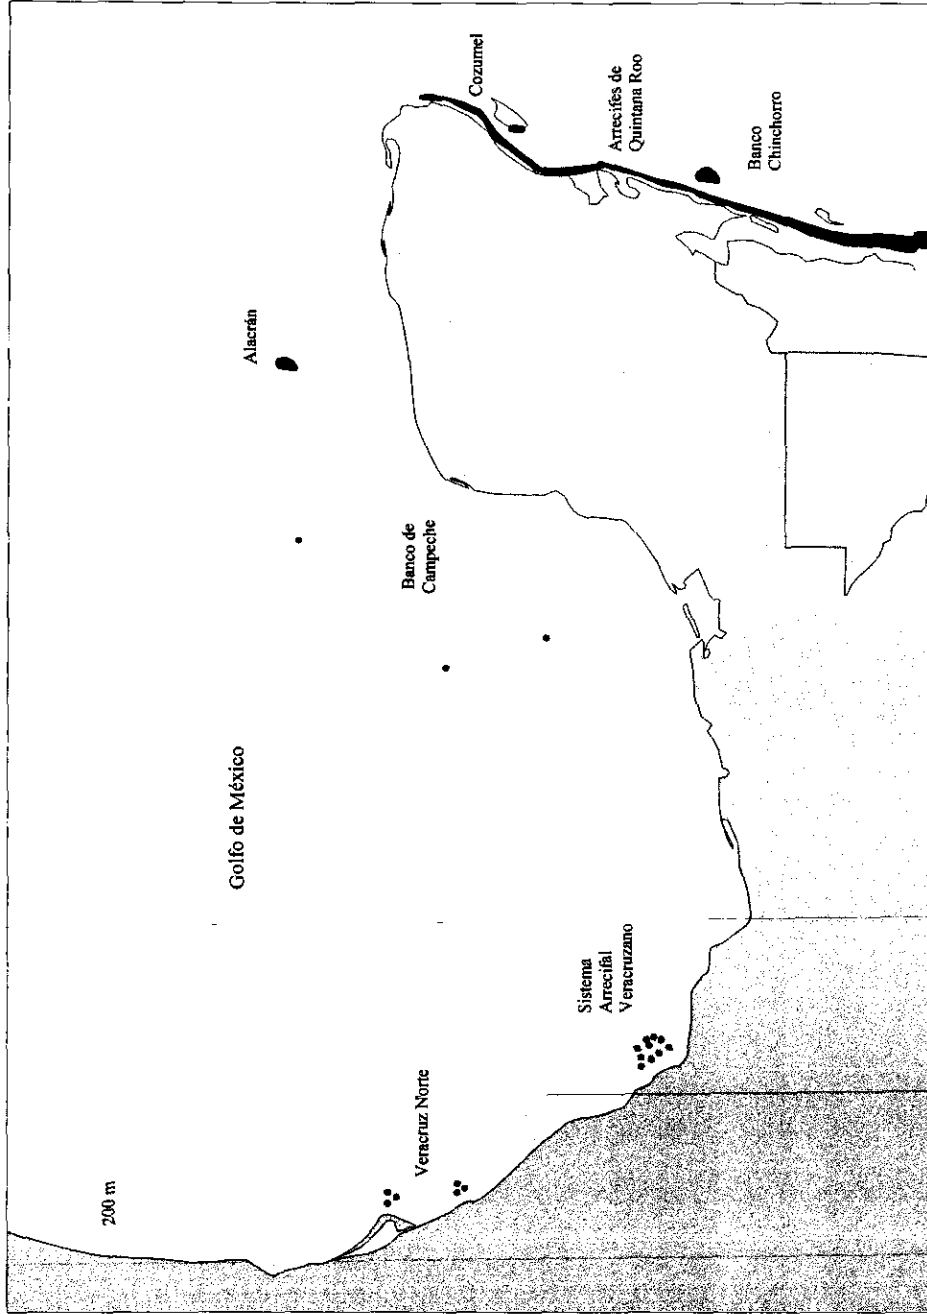 200 m
Golfo de México
Alacrán
Cozumel
Veracruz Norte
Banco de
Campeche
Arrecifes de
Quintana Roo
Sistema
Arrecifal
Veracruzano
Banco
Chinchorro